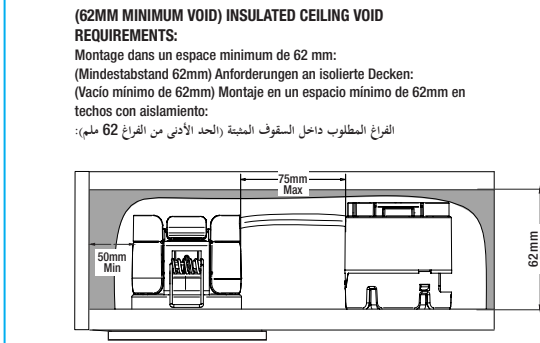 (62MM MINIMUM VOID) INSULATED CEILING VOID
REQUIREMENTS:
Montage dans un espace minimum de 62 mm:
(Mindestabstand 62mm) Anforderungen an isolierte Decken:
(Vacío mínimo de 62mm) Montaje en un espacio mínimo de 62mm en
techos con aislamiento:
الفراغ المطلوب داخل السقوف المثبتة (الحد الأدنى من الفراغ 62 ملم):
75mm
Max
50mm
Min
62mm